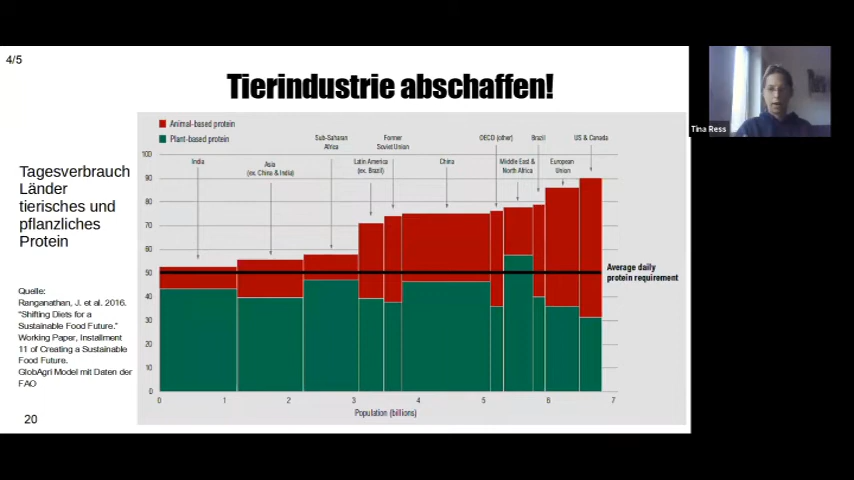 4/5
Tierindustrie abschaffen!
Tina Ress
Animal-based protein
Plant-based protein
Tagesverbrauch
Länder
tierisches und
pflanzliches
Protein
India
Asia
(ex. China & India)
Sub-Saharan
Africa
Latin America
(ex. Brazil)
Former
Soviet Union
China
OECD (other)
Middle East &
North Africa
Brazil
European
Union
US & Canada
100
90
80
70
60
50
40
30
20
10
0
Average daily
protein requirement
0 1 2 3 4 5 6 7
Population (billions)
Quelle:
Ranganathan, J. et al. 2016.
“Shifting Diets for a
Sustainable Food Future.”
Working Paper, Installment
11 of Creating a Sustainable
Food Future.
GlobAgri Model mit Daten der
FAO
20